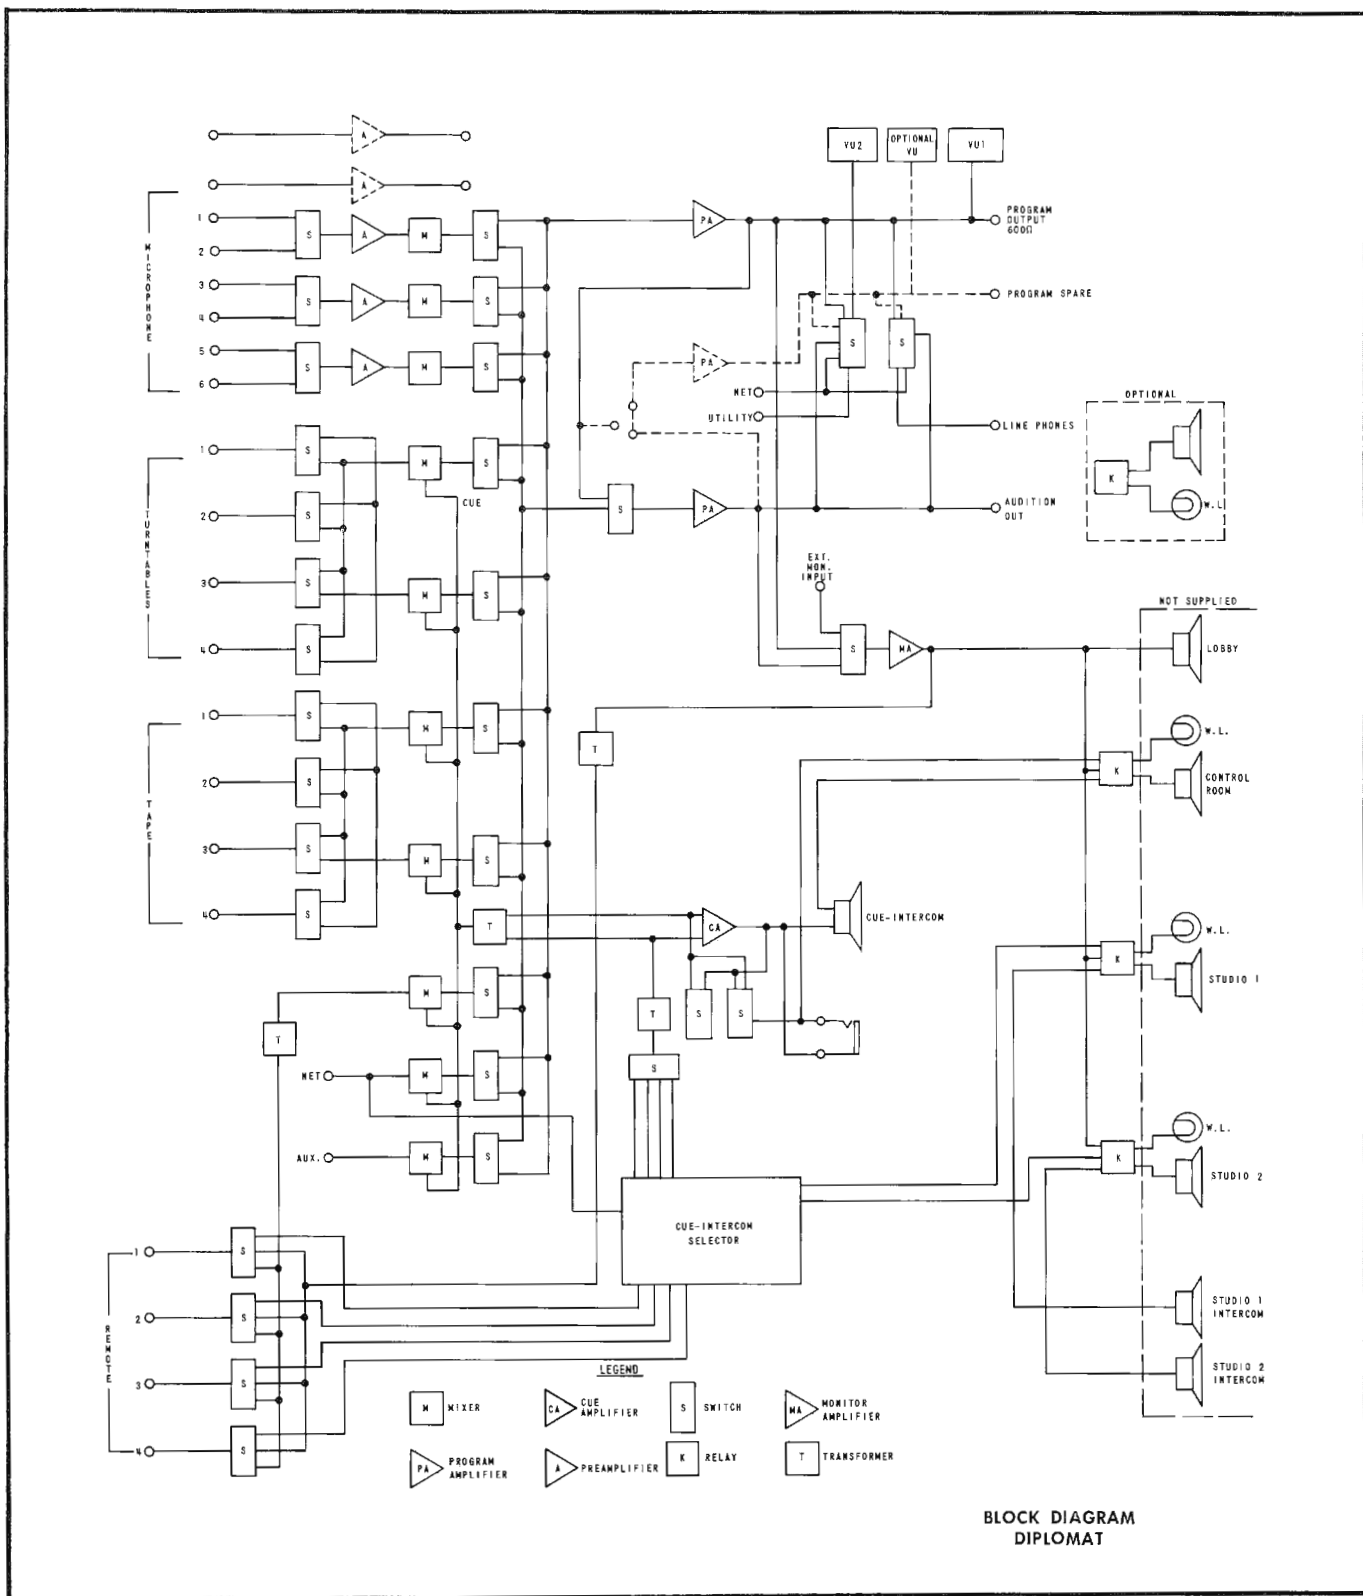 A
A
VU2
OPTIONAL
VU
VU1
MICROPHONE
1
2
S
A
M
S
PA
PROGRAM
OUTPUT
600Ω
3
4
S
A
M
S
PROGRAM SPARE
5
6
S
A
M
S
PA
S
S
NET
UTILITY
LINE PHONES
OPTIONAL
K
W.L.
TURNTABLES
1
S
M
S
CUE
2
S
S
PA
AUDITION
OUT
3
S
M
S
EXT.
MON.
INPUT
4
S
S
MA
NOT SUPPLIED
LOBBY
TAPE
1
S
M
S
T
W.L.
K
CONTROL
ROOM
2
S
3
S
M
S
4
S
T
CA
CUE-INTERCOM
W.L.
K
STUDIO 1
M
S
S
S
T
T
NET
M
S
S
AUX.
M
S
W.L.
K
STUDIO 2
CUE-INTERCOM
SELECTOR
REMOTE
1
S
2
S
3
S
4
S
STUDIO 1
INTERCOM
STUDIO 2
INTERCOM
LEGEND
M
MIXER
CA
CUE
AMPLIFIER
S
SWITCH
MA
MONITOR
AMPLIFIER
PA
PROGRAM
AMPLIFIER
A
PREAMPLIFIER
K
RELAY
T
TRANSFORMER
BLOCK DIAGRAM
DIPLOMAT